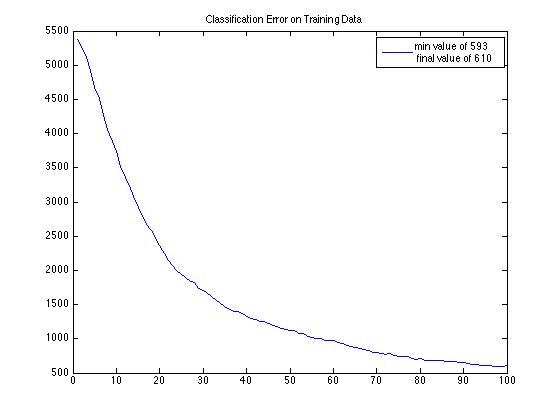 Classification Error on Training Data
min value of 593
final value of 610
5500
5000
4500
4000
3500
3000
2500
2000
1500
1000
500
0 10 20 30 40 50 60 70 80 90 100